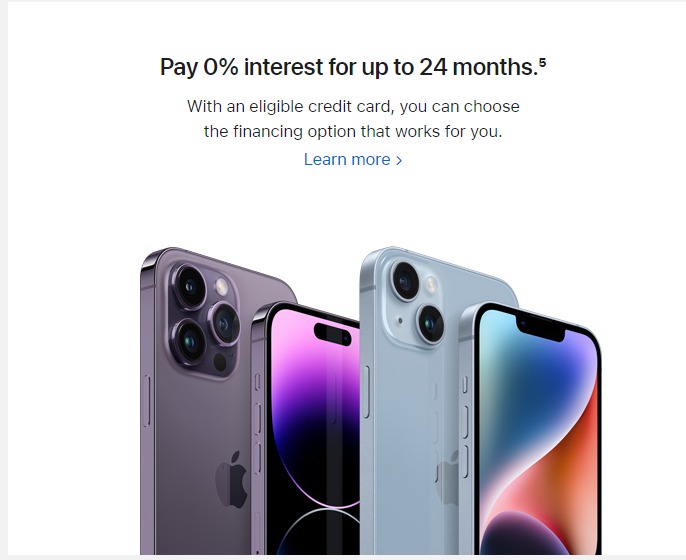 Pay 0% interest for up to 24 months.⁵
With an eligible credit card, you can choose
the financing option that works for you.
Learn more >